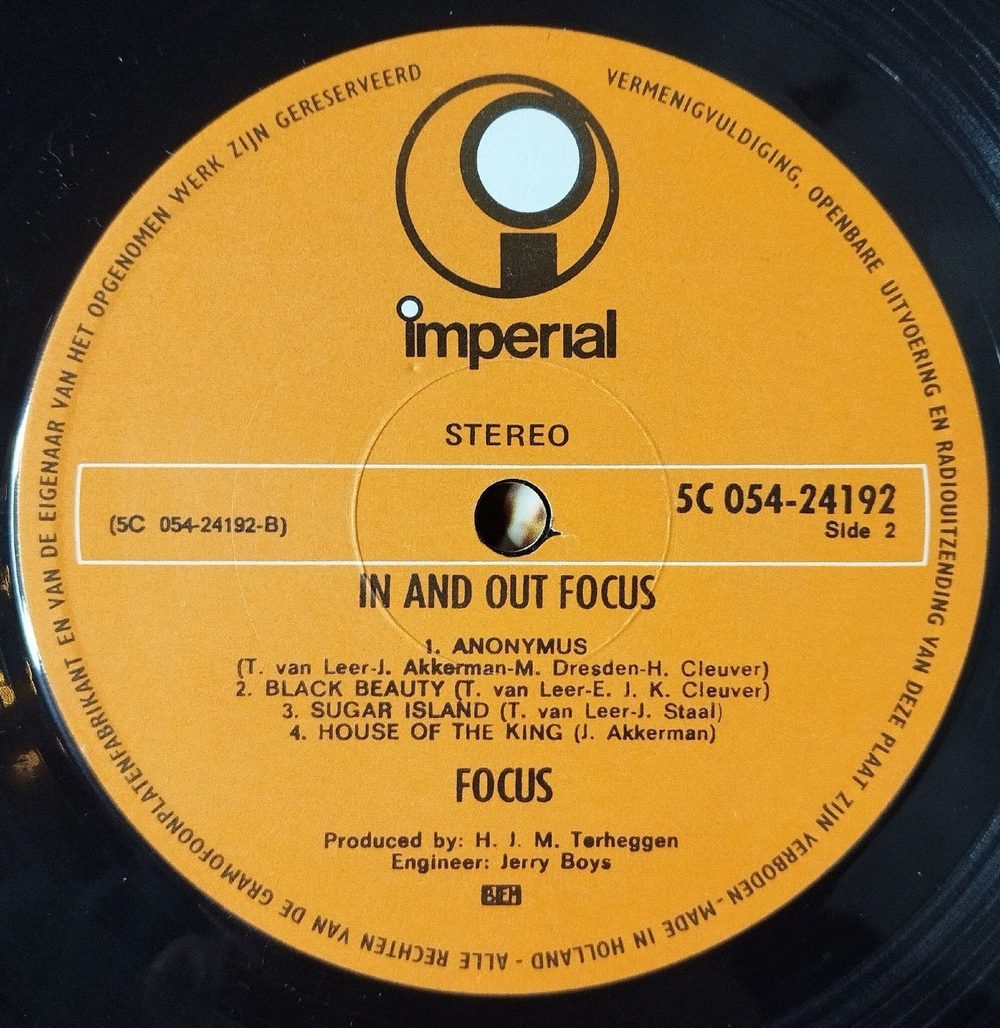 VERMENIGVULDIGING, OPENBARE UITVOERING EN RADIOUITZENDING VAN DEZE PLAAT ZIJN VERBODEN - MADE IN HOLLAND - ALLE RECHTEN VAN DE GRAMOFOONPLATENFABRIKANT EN VAN DE EIGENAAR VAN HET OPGENOMEN WERK ZIJN GERESERVEERD
imperial
STEREO
(5C 054-24192-B)
5C 054-24192
Side 2
IN AND OUT FOCUS
1. ANONYMUS
(T. van Leer-J. Akkerman-M. Dresden-H. Cleuver)
2. BLACK BEAUTY (T. van Leer-E. J. K. Cleuver)
3. SUGAR ISLAND (T. van Leer-J. Staal)
4. HOUSE OF THE KING (J. Akkerman)
FOCUS
Produced by: H. J. M. Terheggen
Engineer: Jerry Boys
BIEM